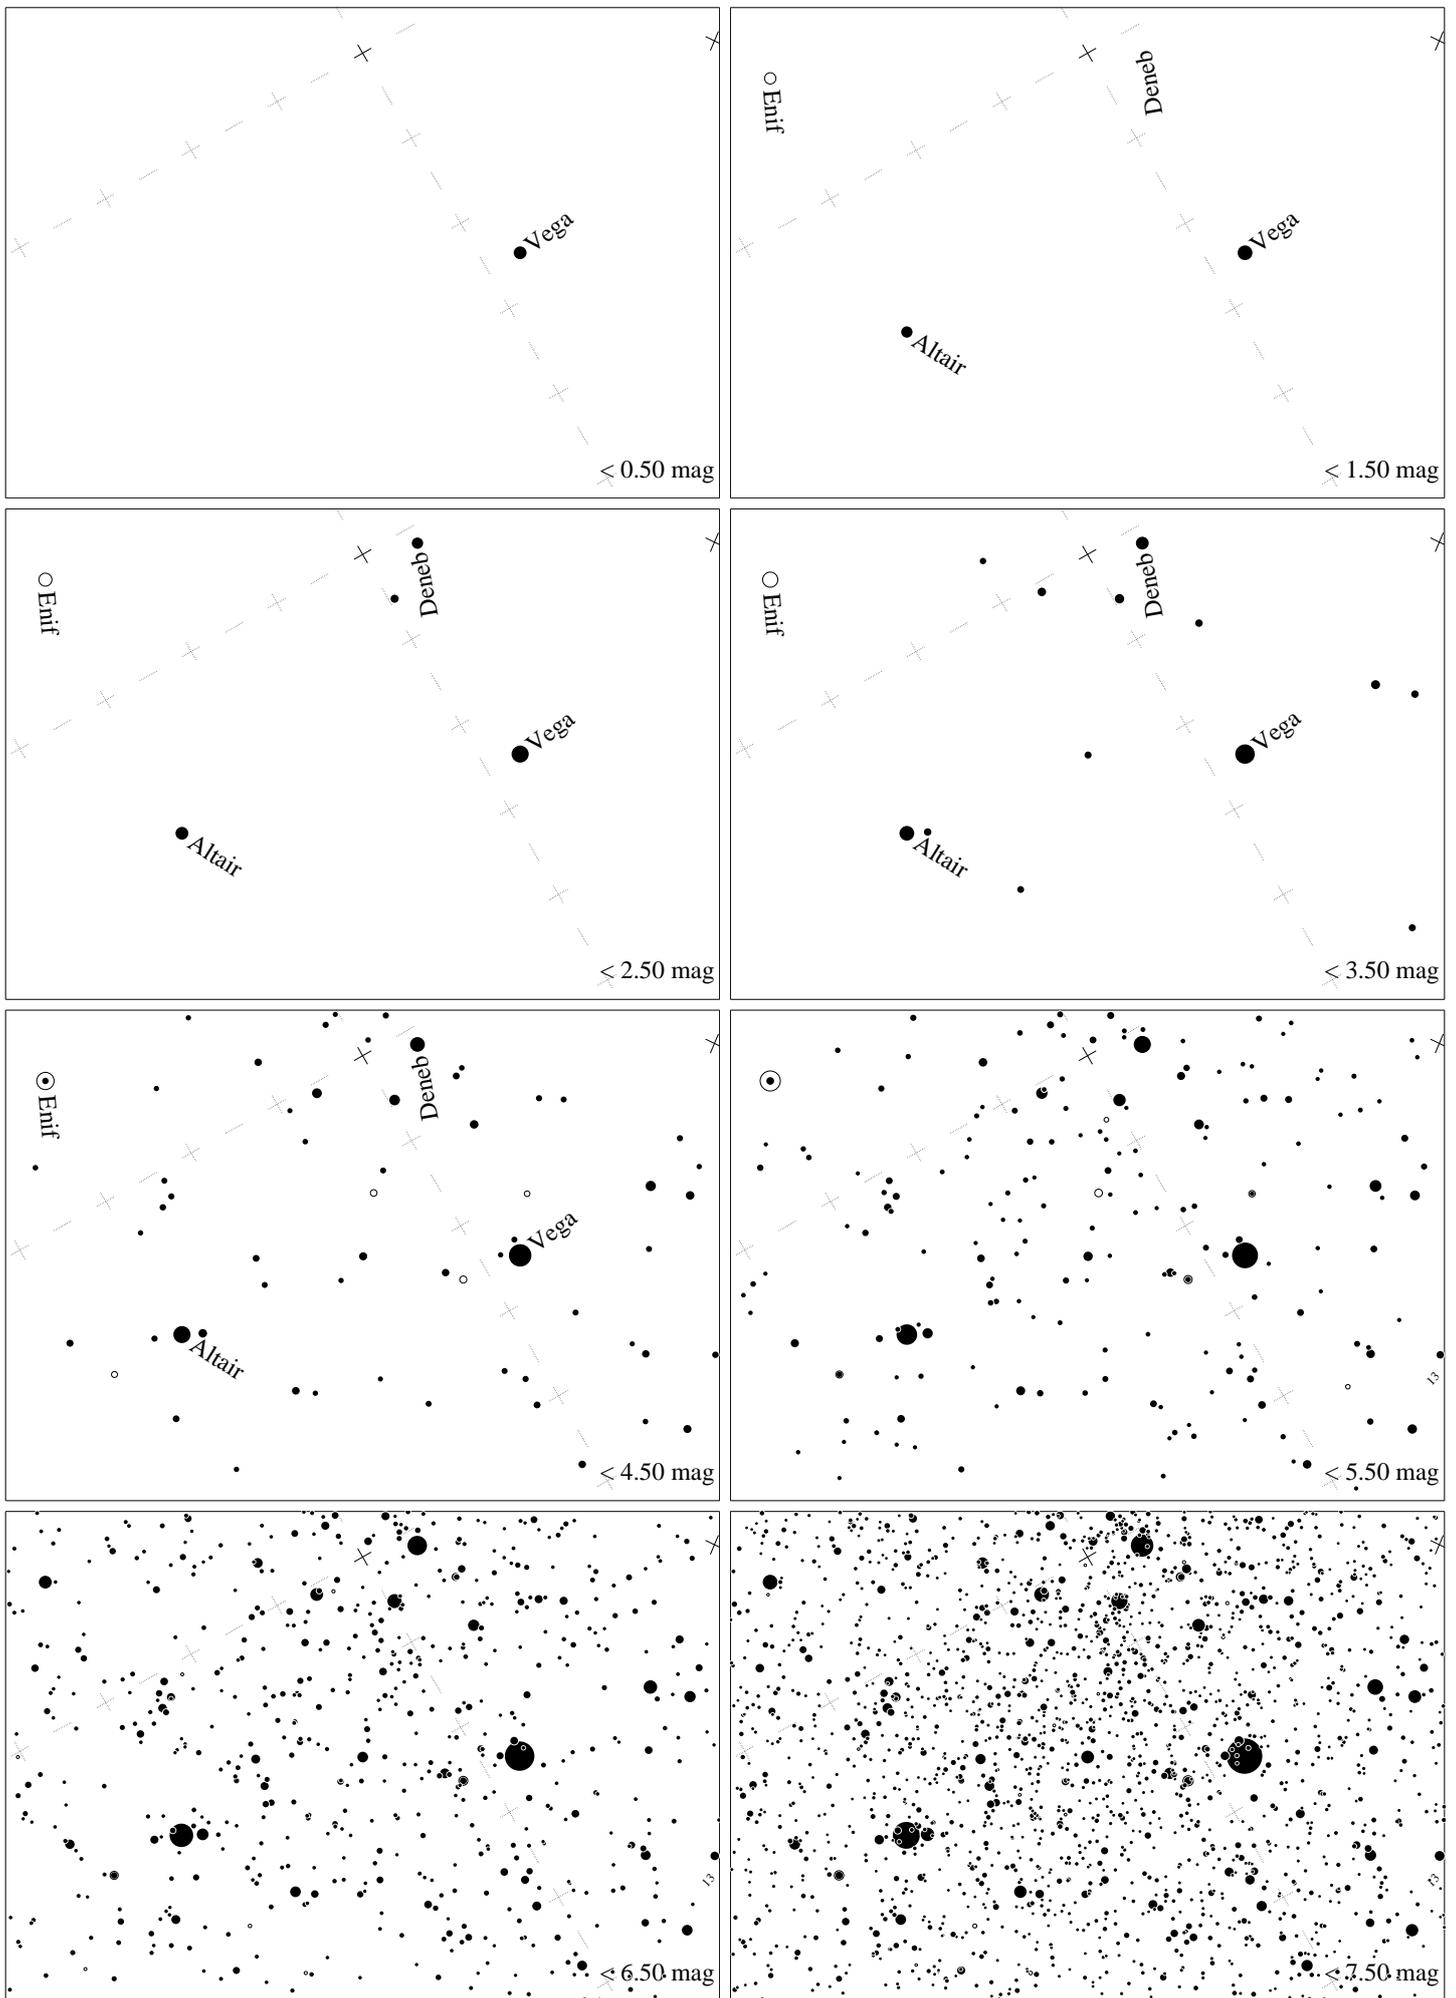 Vega
< 0.50 mag
Deneb
Enif
Vega
Altair
< 1.50 mag
Deneb
Enif
Vega
Altair
< 2.50 mag
Deneb
Enif
Vega
Altair
< 3.50 mag
Deneb
Enif
Vega
Altair
< 4.50 mag
13
< 5.50 mag
13
< 6.50 mag
13
< 7.50 mag